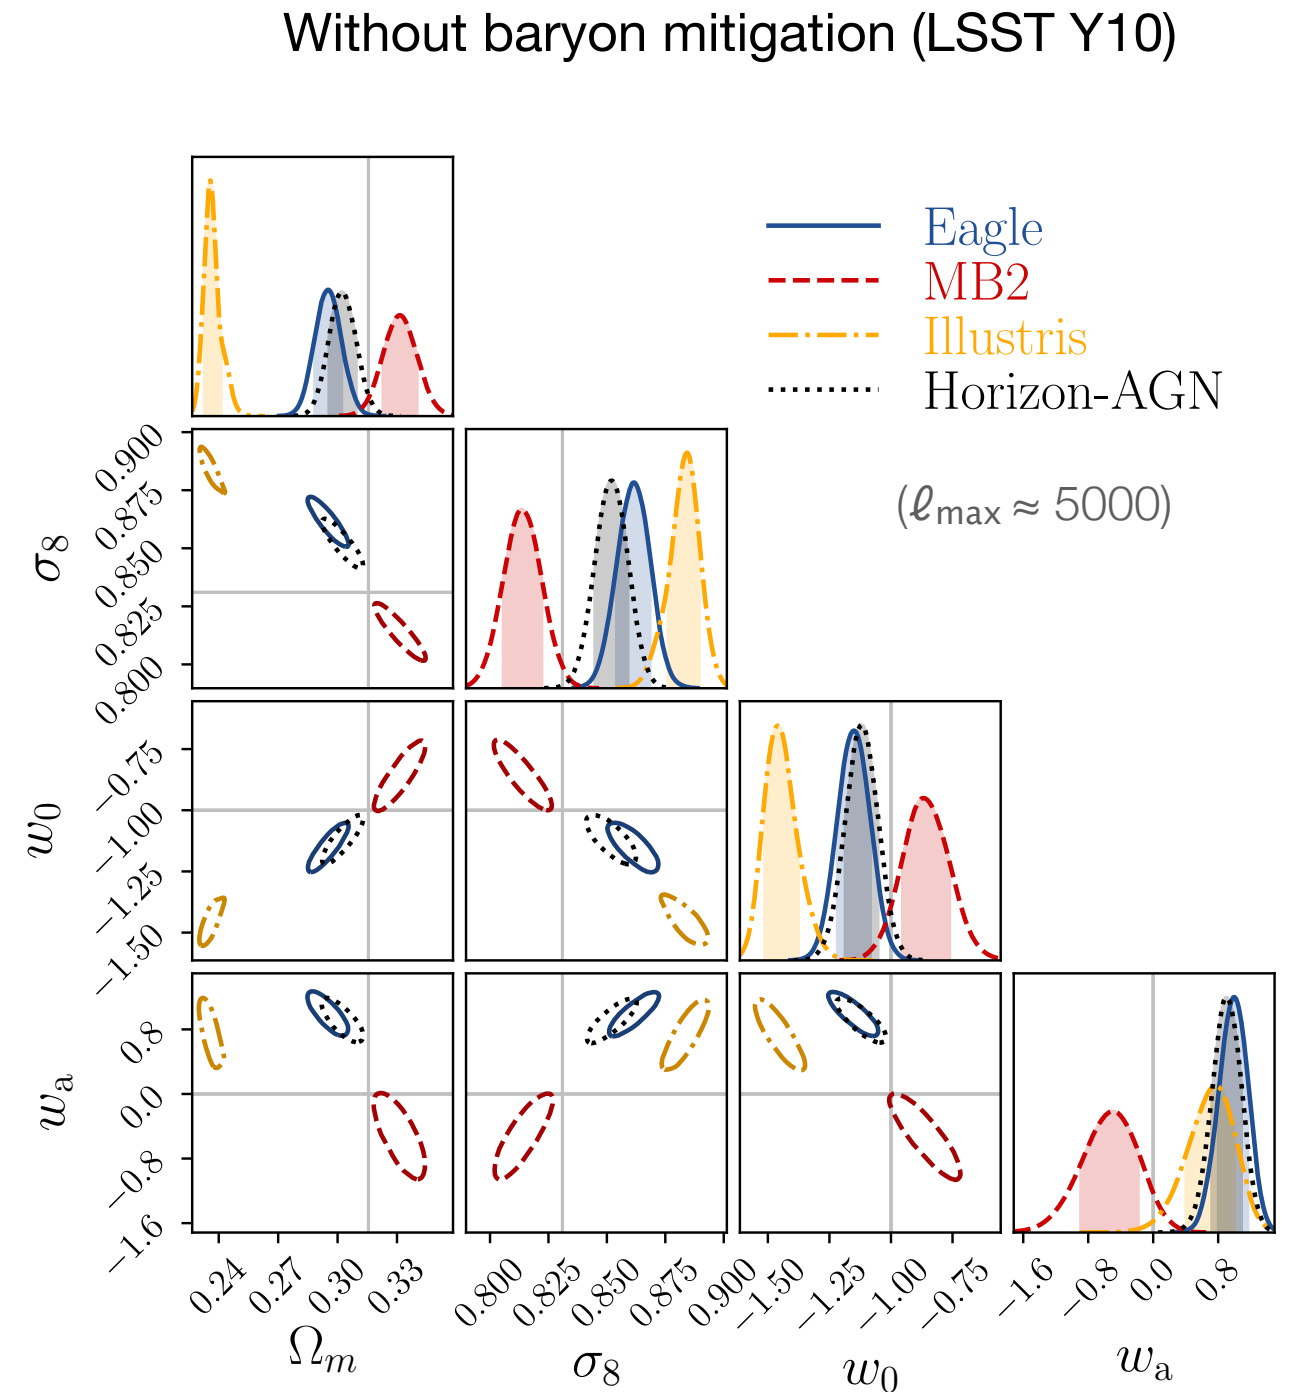 Without baryon mitigation (LSST Y10)
Eagle
MB2
Illustris
Horizon-AGN
(ℓmax ≈ 5000)
σ8
0.900
0.875
0.850
0.825
0.800
w0
−0.75
−1.00
−1.25
−1.50
wa
0.8
0.0
−0.8
−1.6
0.24 0.27 0.30 0.33
0.800 0.825 0.850 0.875 0.900
−1.50 −1.25 −1.00 −0.75
−1.6 −0.8 0.0 0.8
Ωm σ8 w0 wa